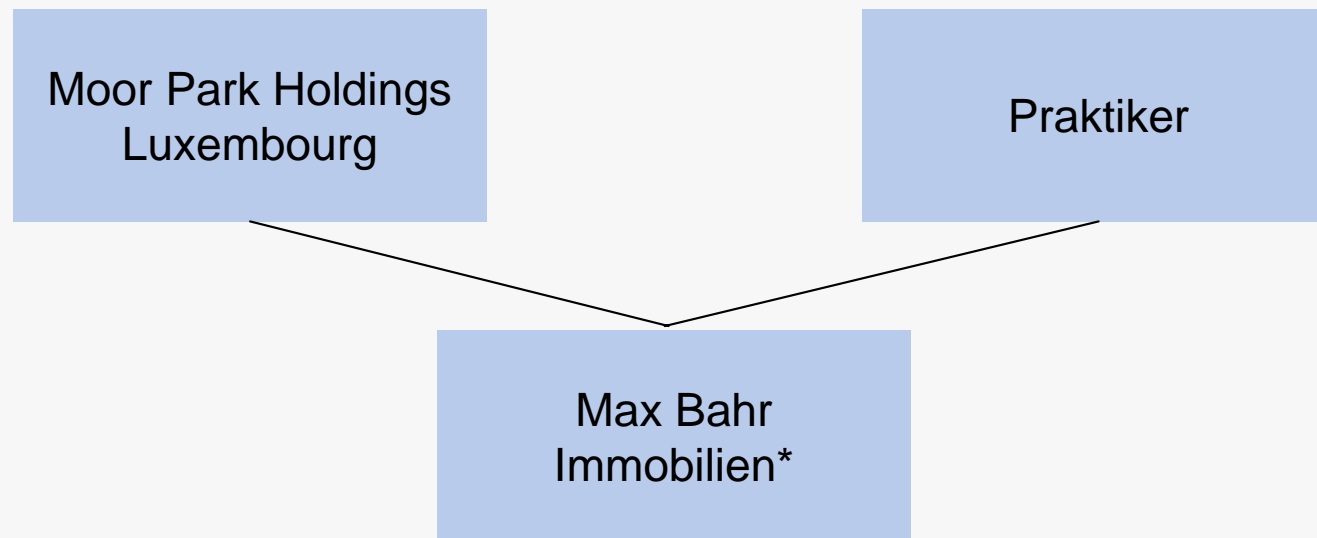 Moor Park Holdings
Luxembourg
Praktiker
Max Bahr
Immobilien*